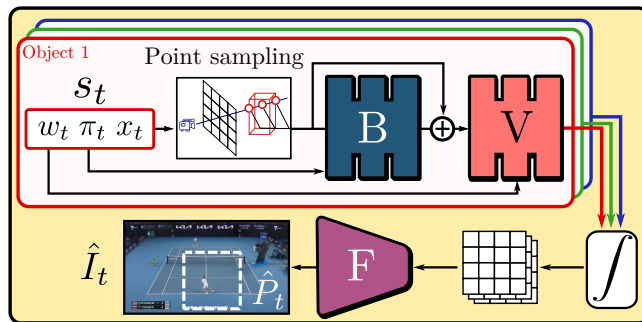 Object 1
Point sampling
s_t
w_t π_t x_t
B
+
V
Î_t
P̂_t
F
∫